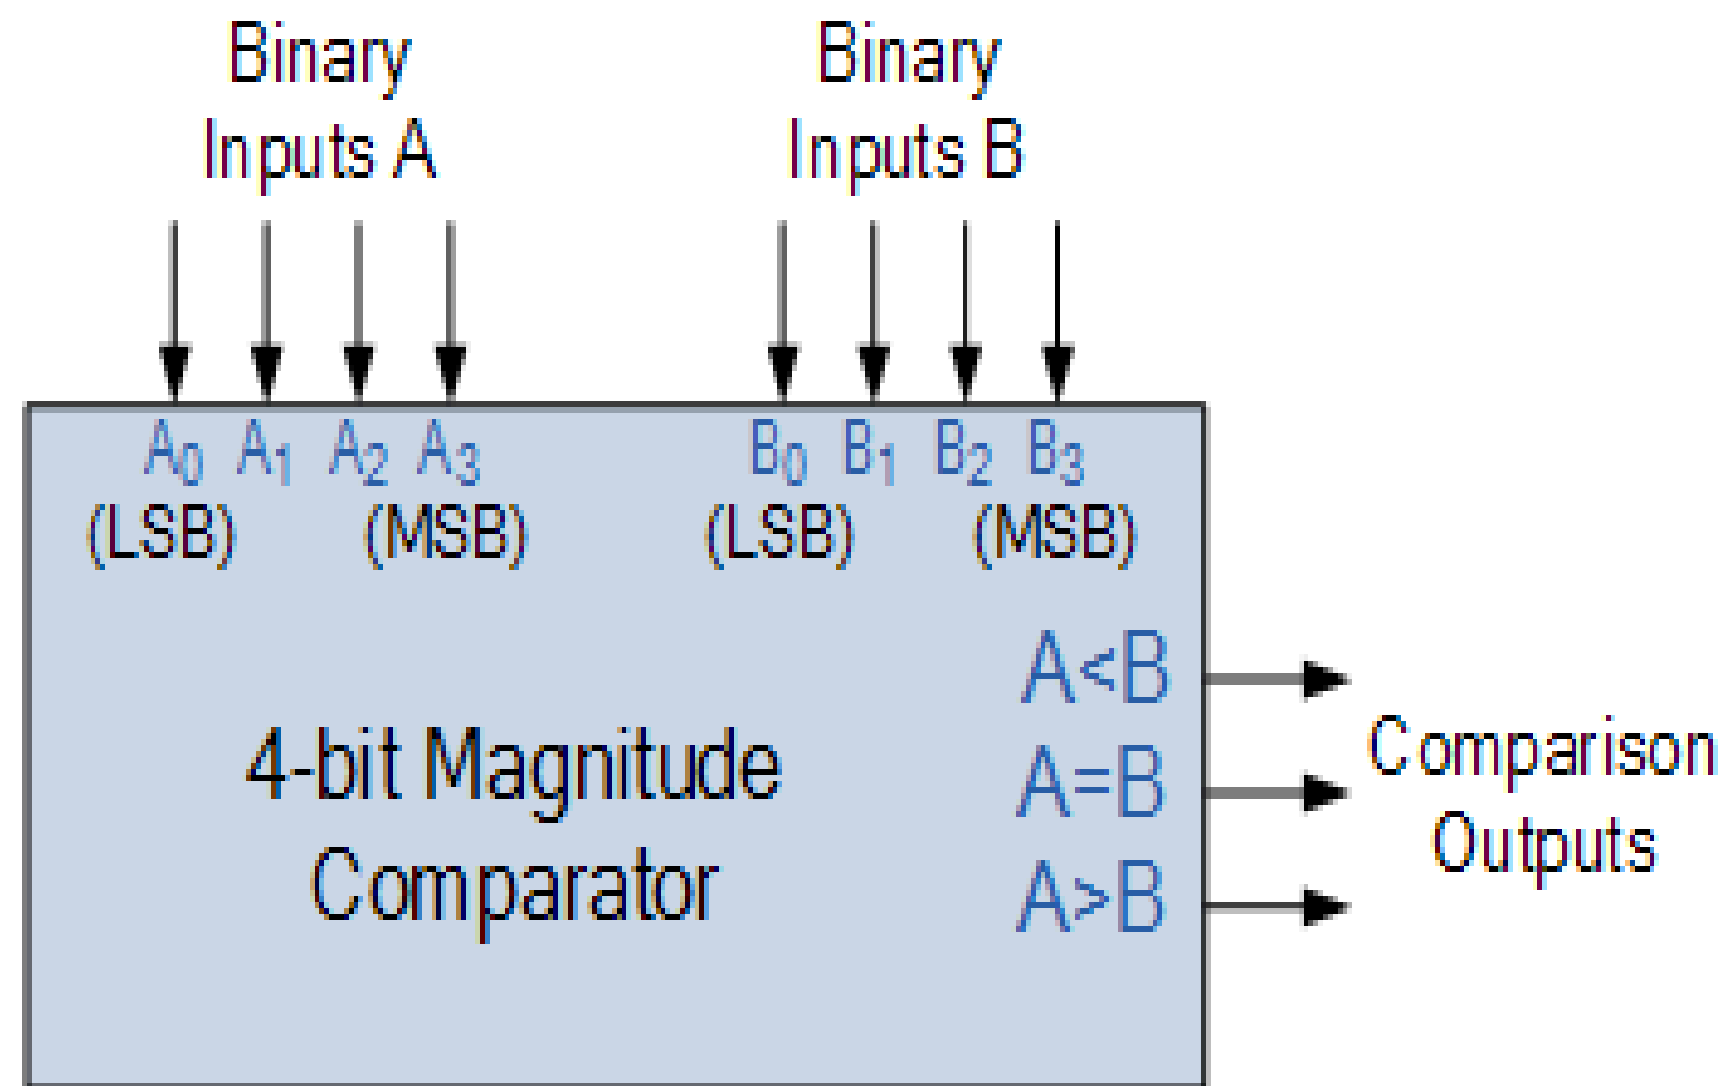 Binary
Inputs A
Binary
Inputs B
A₀ A₁ A₂ A₃
(LSB) (MSB)
B₀ B₁ B₂ B₃
(LSB) (MSB)
4-bit Magnitude
Comparator
A<B
A=B
A>B
Comparison
Outputs